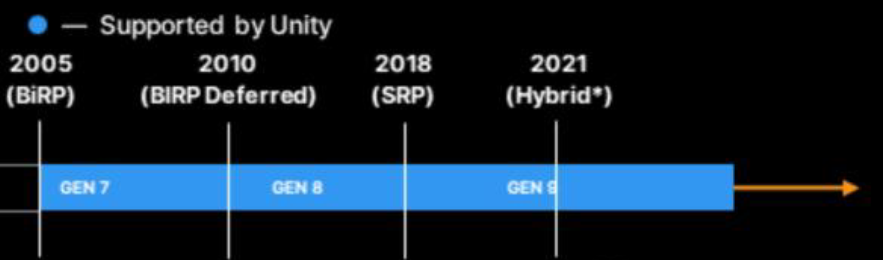 — Supported by Unity
2005 2010 2018 2021
(BiRP) (BIRP Deferred) (SRP) (Hybrid*)
GEN 7 GEN 8 GEN 9